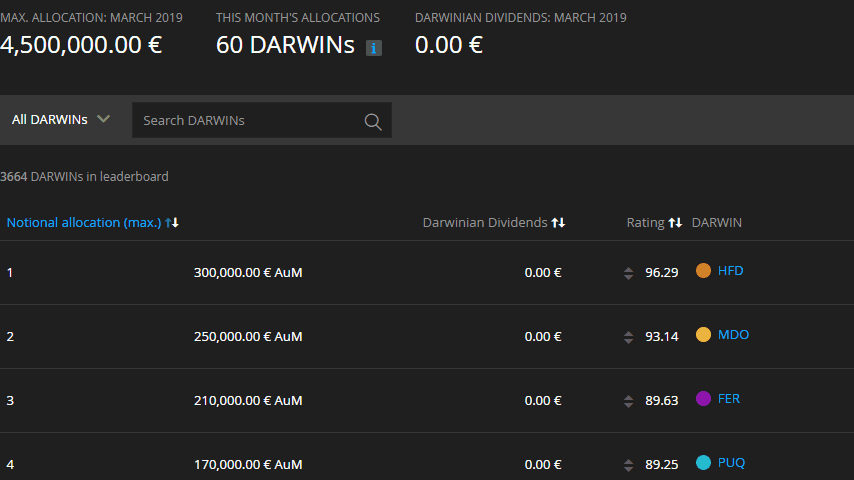 MAX. ALLOCATION: MARCH 2019 THIS MONTH'S ALLOCATIONS DARWINIAN DIVIDENDS: MARCH 2019
4,500,000.00 € 60 DARWINs i 0.00 €
All DARWINs Search DARWINs
3664 DARWINs in leaderboard
Notional allocation (max.) Darwinian Dividends Rating DARWIN
1 300,000.00 € AuM 0.00 € 96.29 HFD
2 250,000.00 € AuM 0.00 € 93.14 MDO
3 210,000.00 € AuM 0.00 € 89.63 FER
4 170,000.00 € AuM 0.00 € 89.25 PUQ